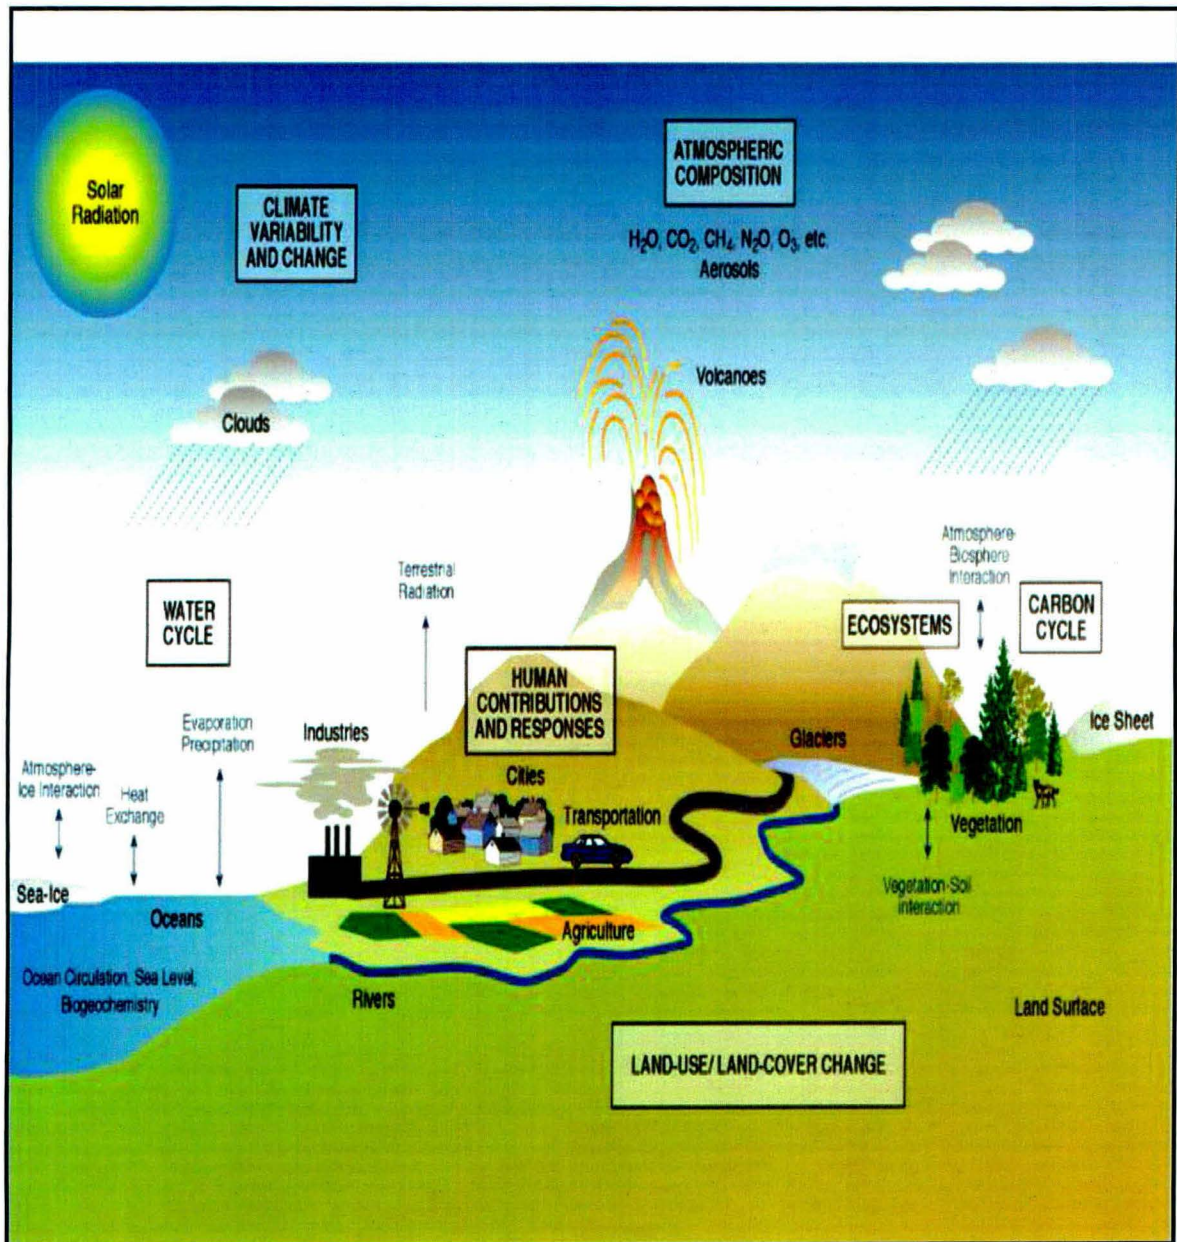 Solar
Radiation
CLIMATE
VARIABILITY
AND CHANGE
ATMOSPHERIC
COMPOSITION
H₂O, CO₂, CH₄, N₂O, O₃, etc.
Aerosols
Volcanoes
Clouds
Terrestrial
Radiation
Atmosphere-
Biosphere
Interaction
WATER
CYCLE
ECOSYSTEMS
CARBON
CYCLE
HUMAN
CONTRIBUTIONS
AND RESPONSES
Evaporation
Precipitation
Industries
Glaciers
Ice Sheet
Atmosphere-
Ice Interaction
Heat
Exchange
Cities
Transportation
Vegetation
Sea-Ice
Oceans
Vegetation-Soil
Interaction
Agriculture
Ocean Circulation, Sea Level,
Biogeochemistry
Rivers
Land Surface
LAND-USE/ LAND-COVER CHANGE